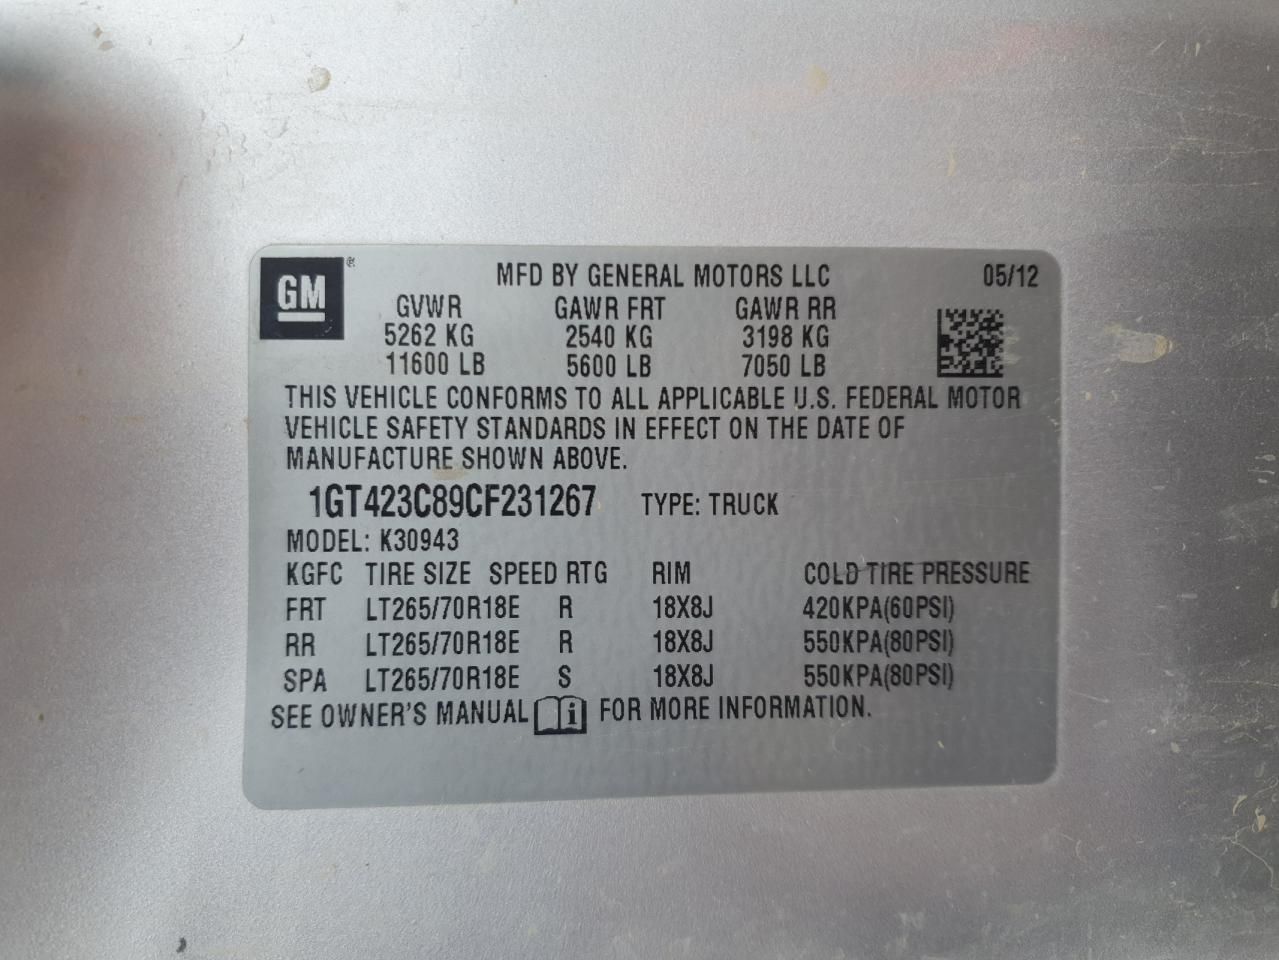 GM ® MFD BY GENERAL MOTORS LLC 05/12
GVWR GAWR FRT GAWR RR
5262 KG 2540 KG 3198 KG
11600 LB 5600 LB 7050 LB
THIS VEHICLE CONFORMS TO ALL APPLICABLE U.S. FEDERAL MOTOR
VEHICLE SAFETY STANDARDS IN EFFECT ON THE DATE OF
MANUFACTURE SHOWN ABOVE.
1GT423C89CF231267 TYPE: TRUCK
MODEL: K30943
KGFC TIRE SIZE SPEED RTG RIM COLD TIRE PRESSURE
FRT LT265/70R18E R 18X8J 420KPA(60PSI)
RR LT265/70R18E R 18X8J 550KPA(80PSI)
SPA LT265/70R18E S 18X8J 550KPA(80PSI)
SEE OWNER'S MANUAL i FOR MORE INFORMATION.